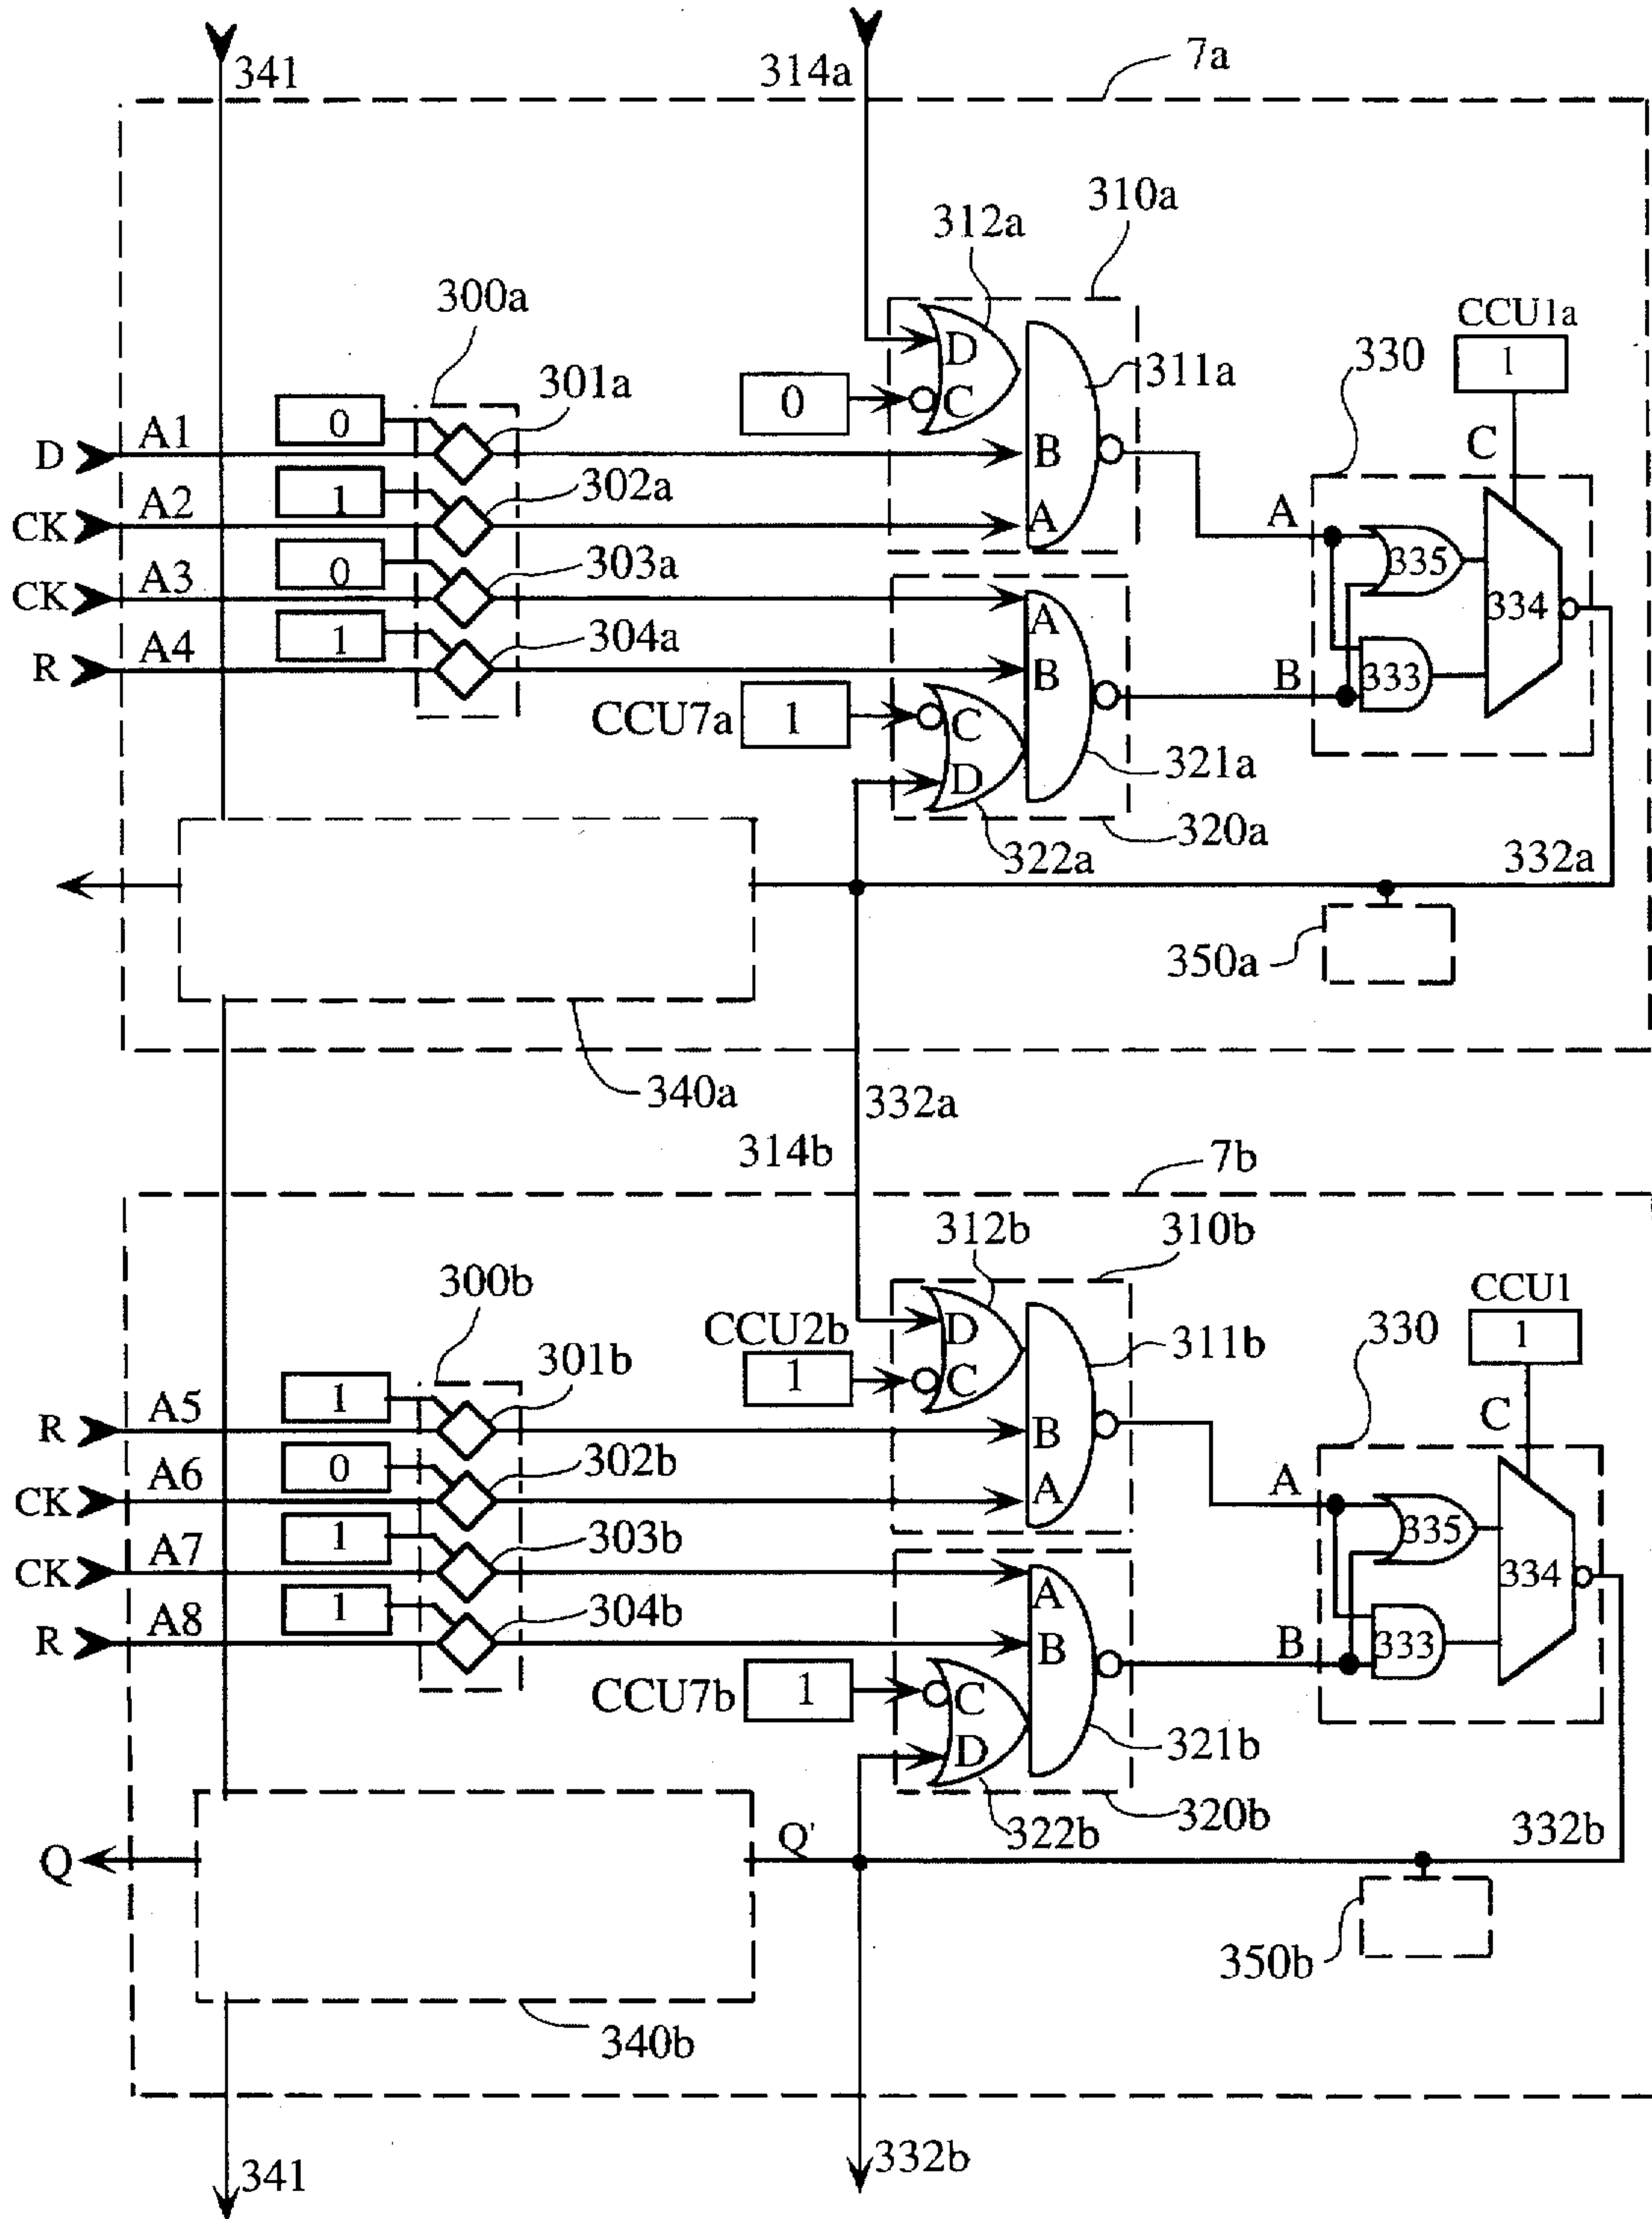 341
314a
7a
310a
312a
300a
CCU1a
1
330
311a
301a
0
0
C
D
C
D
A1
B
302a
1
CK
A2
A
A
303a
0
335
CK
A3
334
304a
1
A
R
A4
B
B
333
CCU7a
1
C
321a
D
320a
322a
332a
350a
340a
332a
314b
7b
312b
310b
300b
CCU1
1
CCU2b
D
330
311b
301b
1
1
C
C
R
A5
B
302b
0
A
CK
A6
A
303b
1
335
CK
A7
334
304b
1
A
R
A8
B
B
333
CCU7b
1
C
321b
D
320b
322b
332b
Q
Q'
350b
340b
341
332b